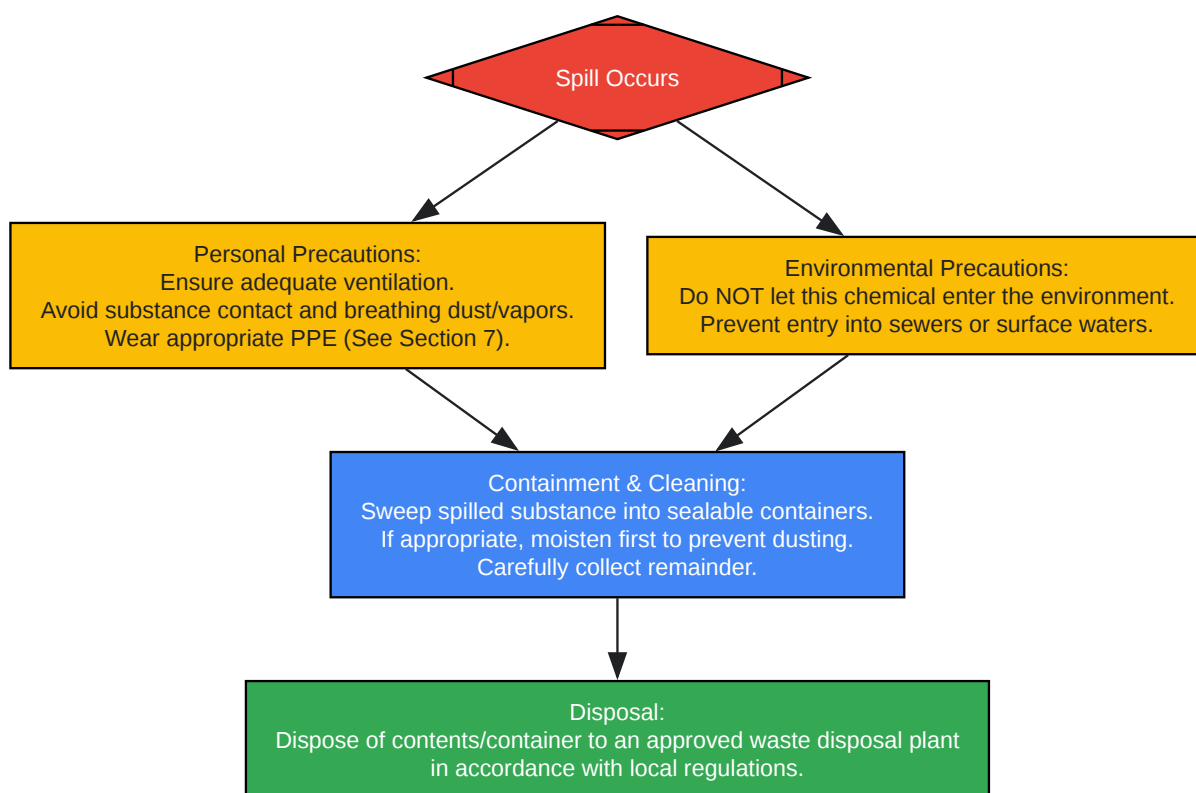 Spill Occurs
Personal Precautions:
Ensure adequate ventilation.
Avoid substance contact and breathing dust/vapors.
Wear appropriate PPE (See Section 7).
Environmental Precautions:
Do NOT let this chemical enter the environment.
Prevent entry into sewers or surface waters.
Containment & Cleaning:
Sweep spilled substance into sealable containers.
If appropriate, moisten first to prevent dusting.
Carefully collect remainder.
Disposal:
Dispose of contents/container to an approved waste disposal plant
in accordance with local regulations.